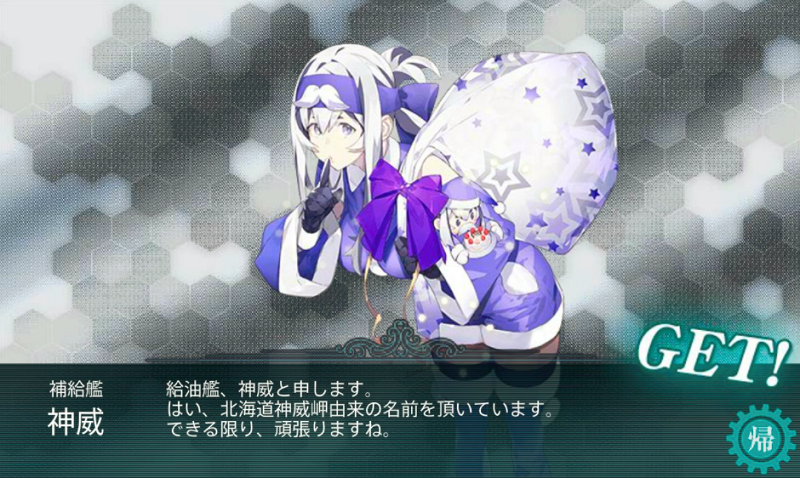 GET!
補給艦
神威
給油艦、神威と申します。
はい、北海道神威岬由来の名前を頂いています。
できる限り、頑張りますね。
帰